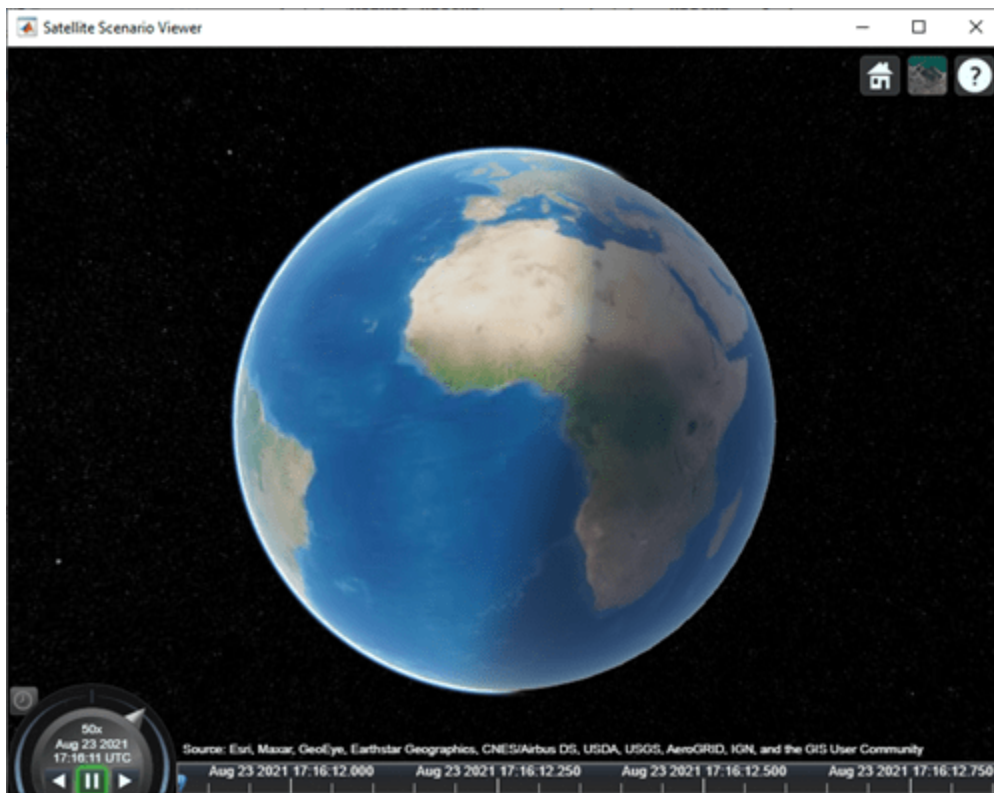 Satellite Scenario Viewer
?
50x
Aug 23 2021
17:16:11 UTC
Source: Esri, Maxar, GeoEye, Earthstar Geographics, CNES/Airbus DS, USDA, USGS, AeroGRID, IGN, and the GIS User Community
Aug 23 2021 17:16:12.000 Aug 23 2021 17:16:12.250 Aug 23 2021 17:16:12.500 Aug 23 2021 17:16:12.750